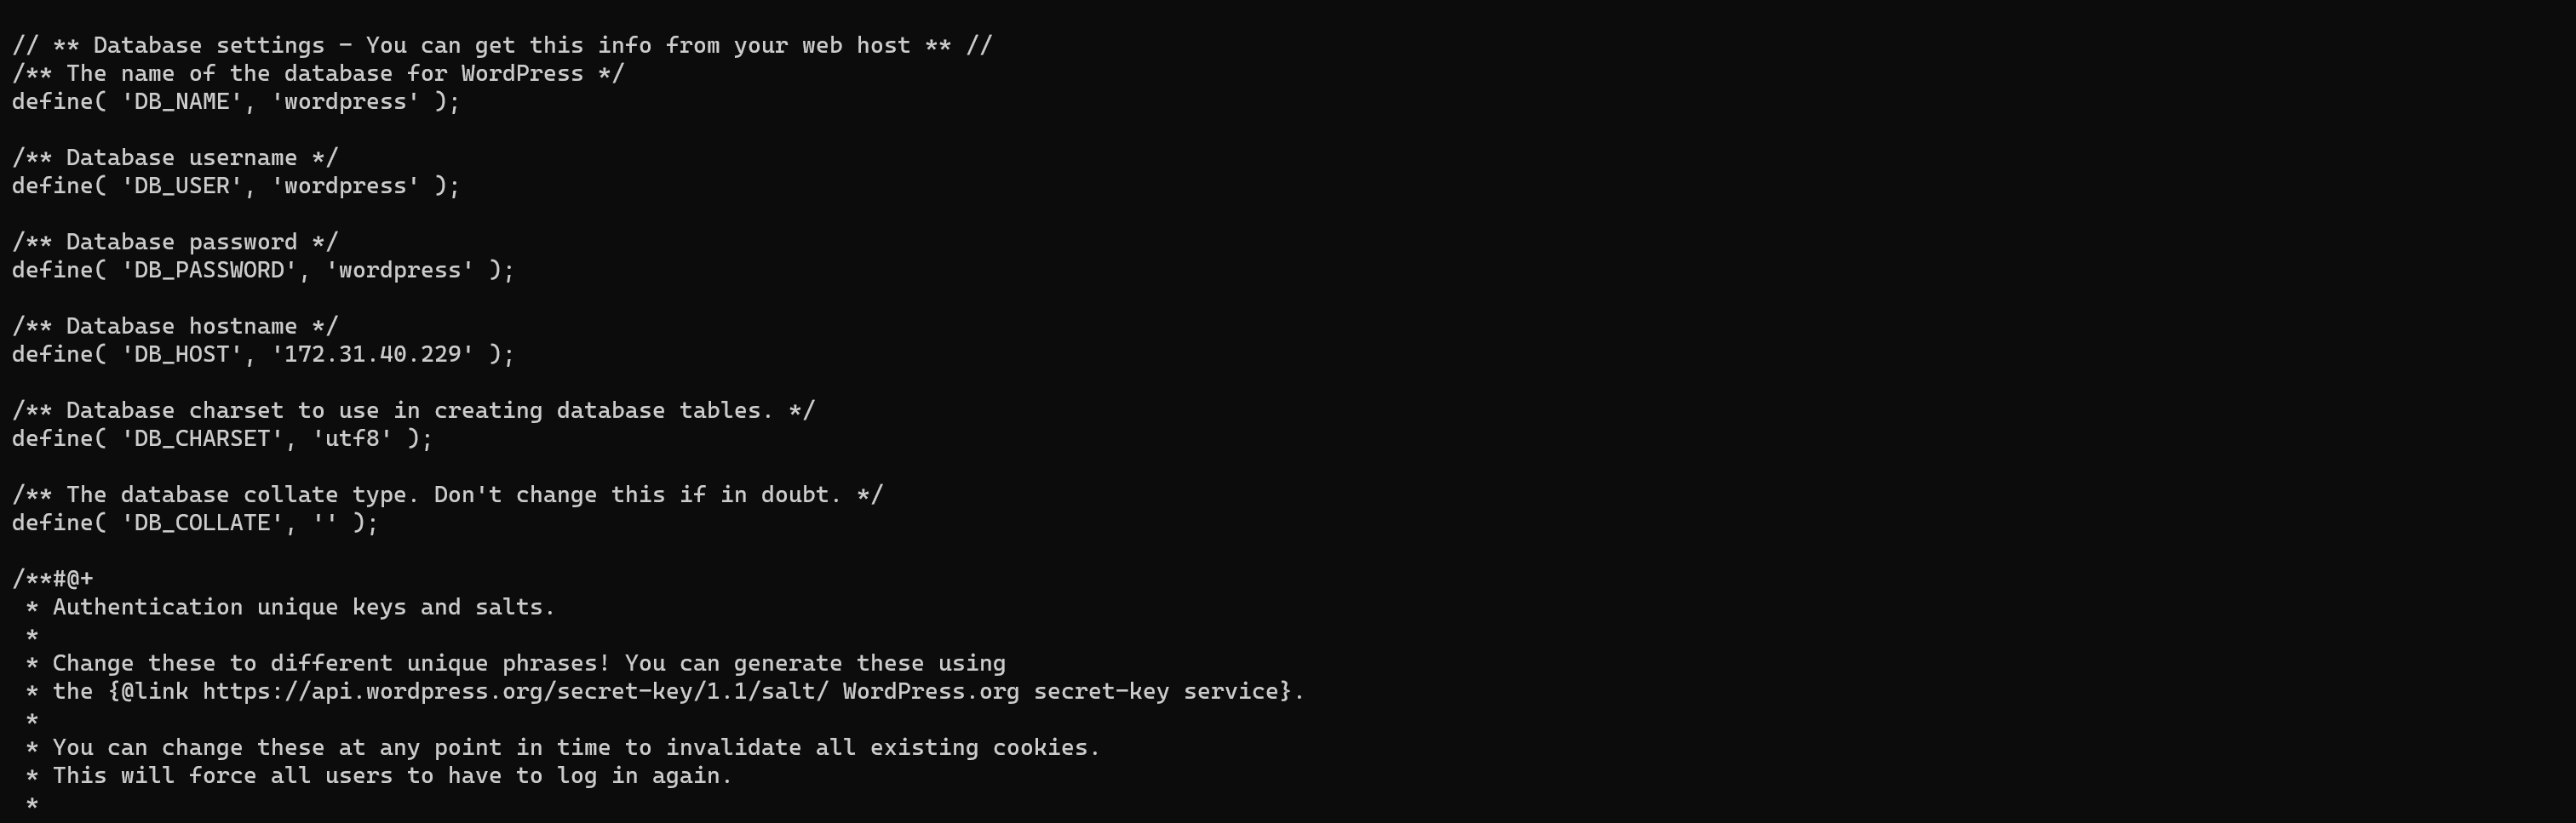 // ** Database settings - You can get this info from your web host ** //
/** The name of the database for WordPress */
define( 'DB_NAME', 'wordpress' );
/** Database username */
define( 'DB_USER', 'wordpress' );
/** Database password */
define( 'DB_PASSWORD', 'wordpress' );
/** Database hostname */
define( 'DB_HOST', '172.31.40.229' );
/** Database charset to use in creating database tables. */
define( 'DB_CHARSET', 'utf8' );
/** The database collate type. Don't change this if in doubt. */
define( 'DB_COLLATE', '' );
/**#@+
 * Authentication unique keys and salts.
 *
 * Change these to different unique phrases! You can generate these using
 * the {@link https://api.wordpress.org/secret-key/1.1/salt/ WordPress.org secret-key service}.
 *
 * You can change these at any point in time to invalidate all existing cookies.
 * This will force all users to have to log in again.
 *